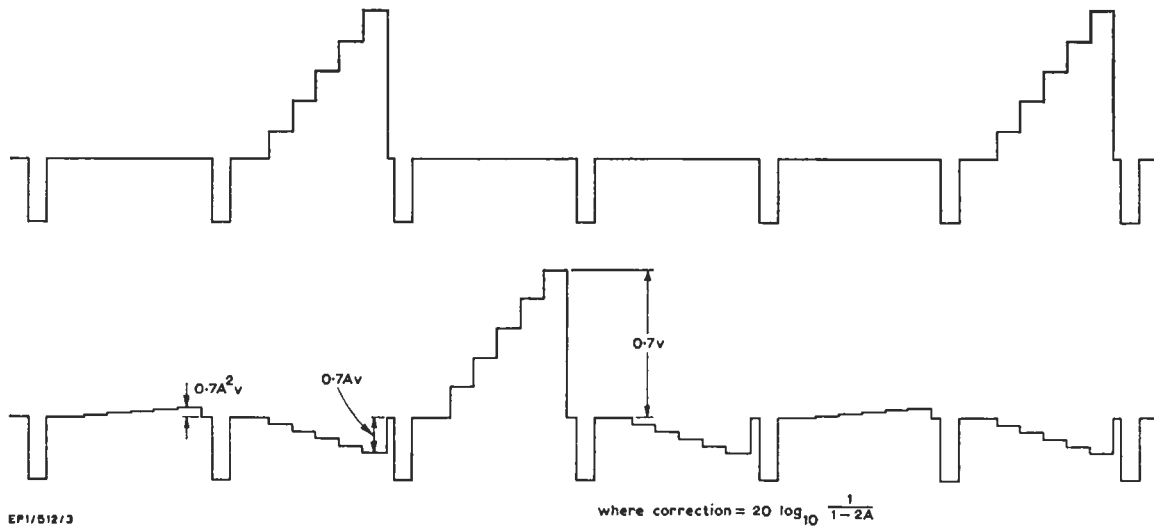 0·7A²v
0·7Av
0·7v
EP1/512/3
where correction = 20 log₁₀ 1/(1-2A)